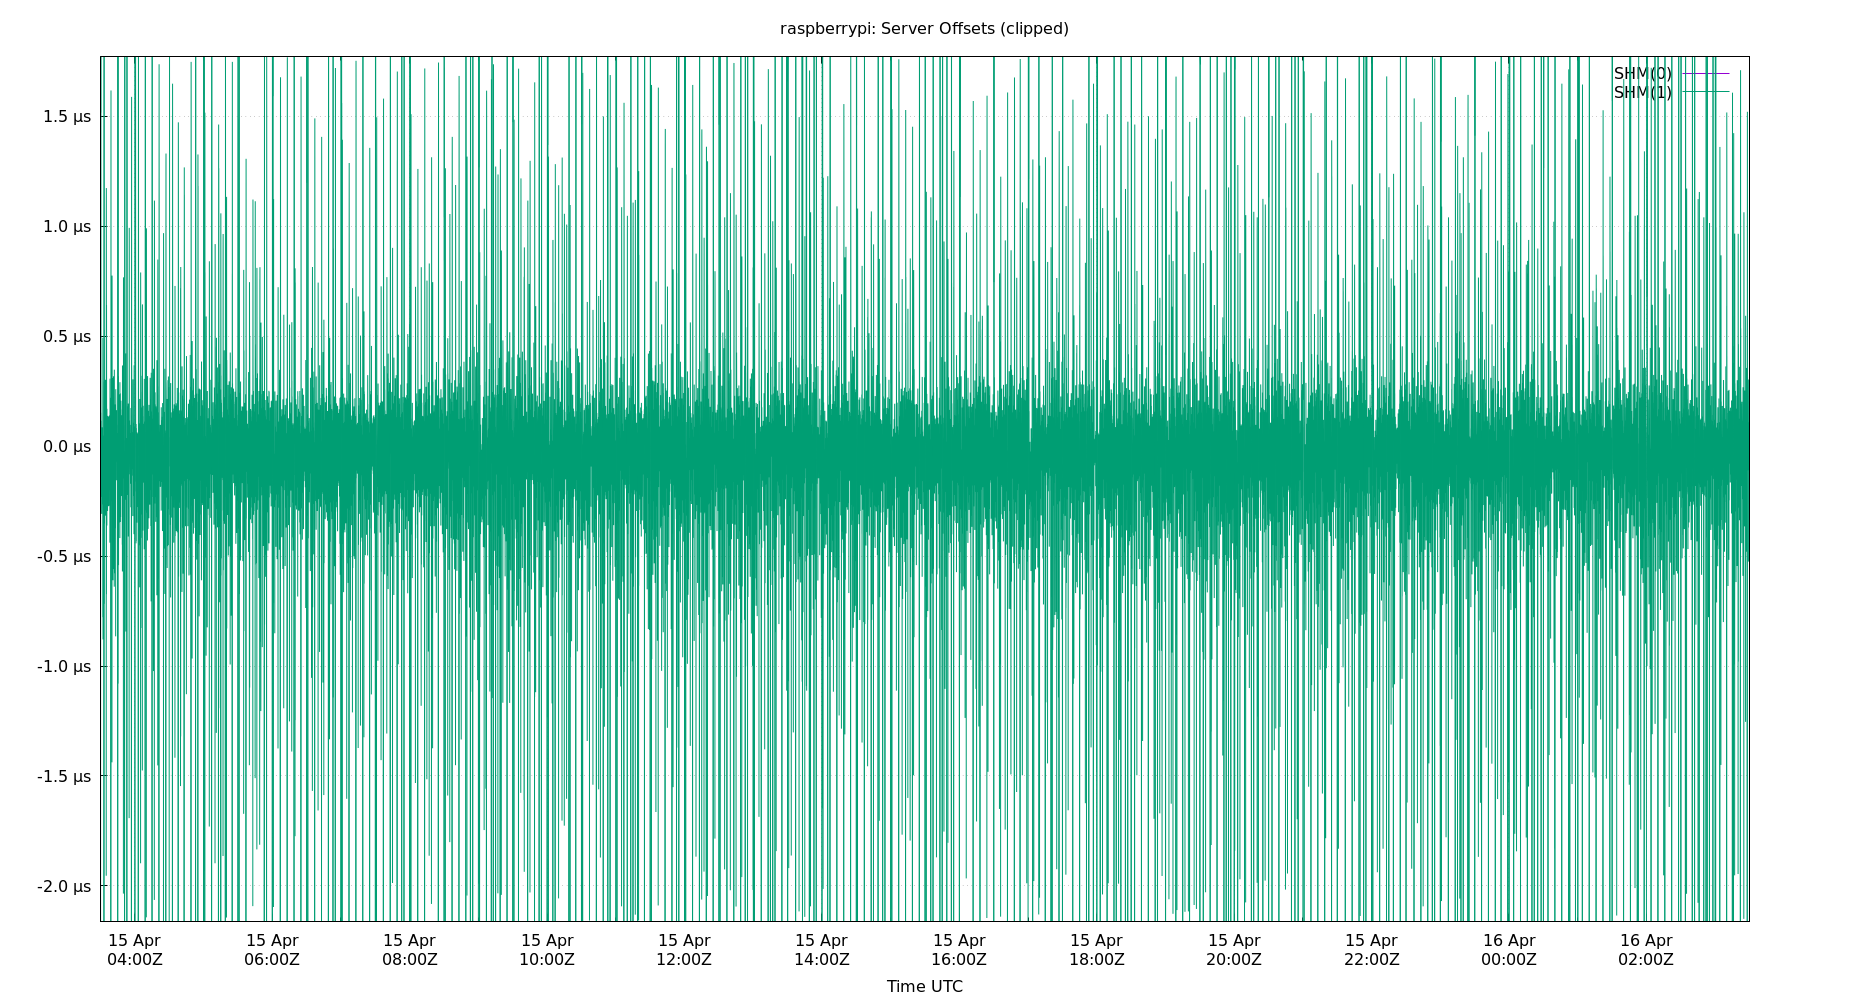 raspberrypi: Server Offsets (clipped)
SHM(0)
SHM(1)
1.5 µs
1.0 µs
0.5 µs
0.0 µs
-0.5 µs
-1.0 µs
-1.5 µs
-2.0 µs
15 Apr 15 Apr 15 Apr 15 Apr 15 Apr 15 Apr 15 Apr 15 Apr 15 Apr 15 Apr 16 Apr 16 Apr
04:00Z 06:00Z 08:00Z 10:00Z 12:00Z 14:00Z 16:00Z 18:00Z 20:00Z 22:00Z 00:00Z 02:00Z
Time UTC